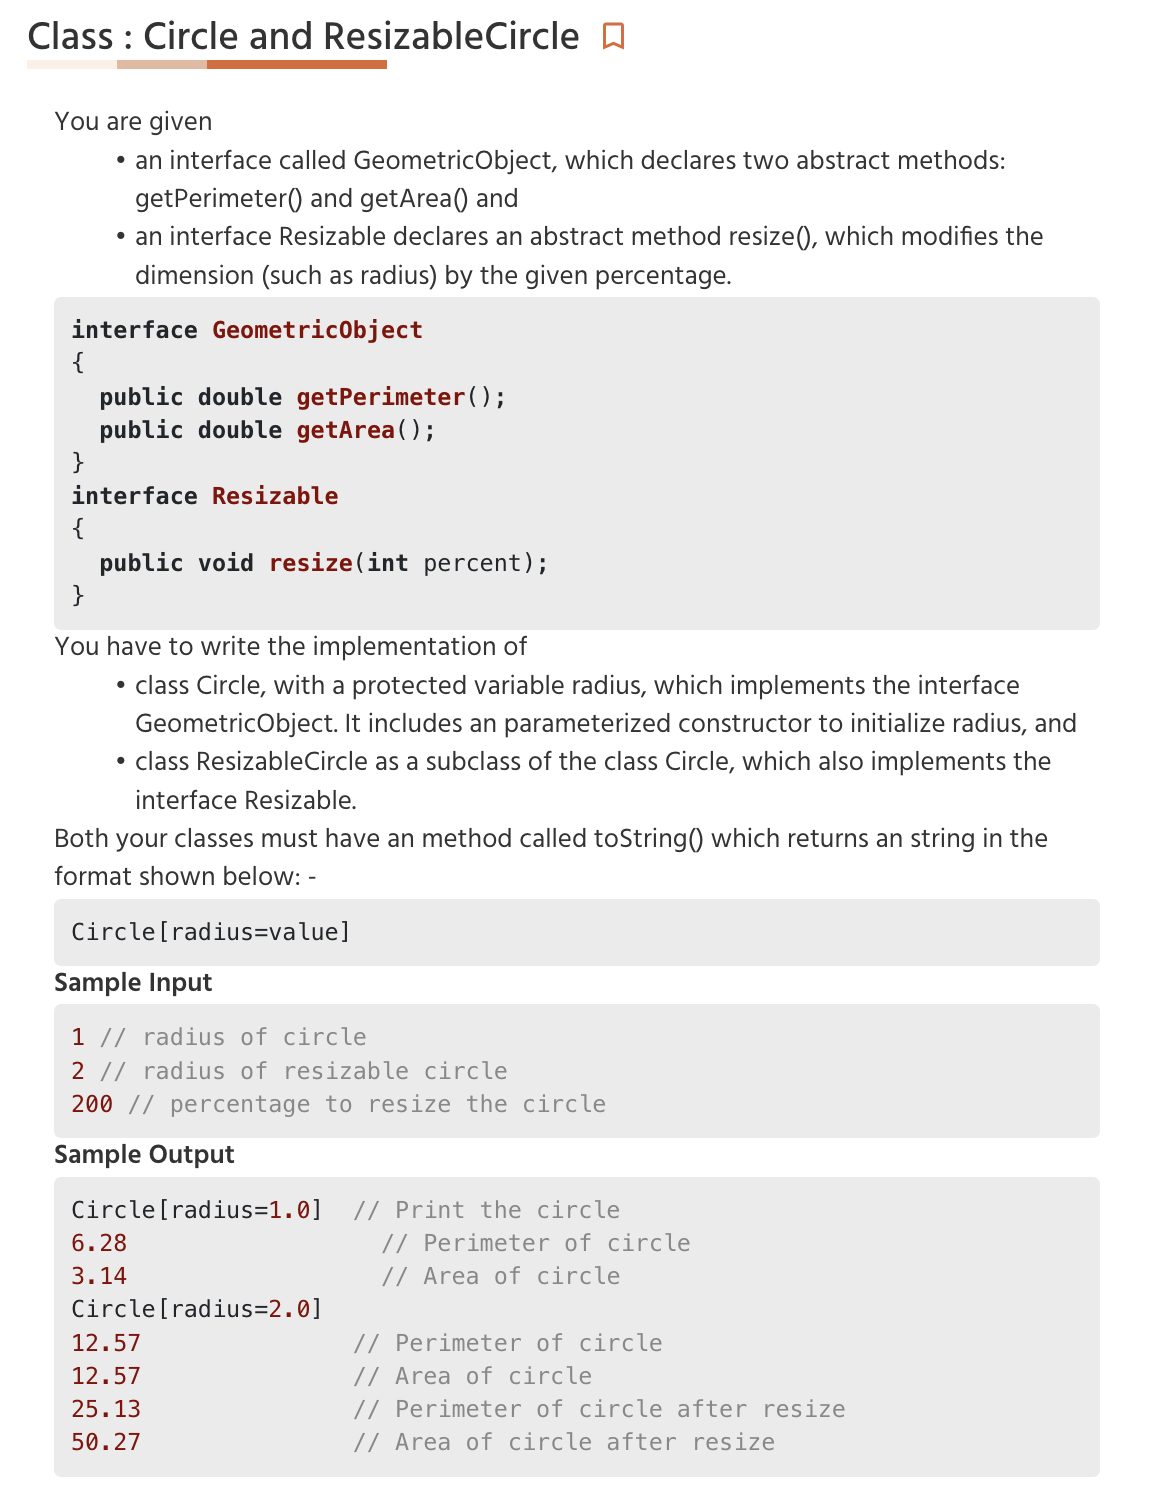 Class : Circle and ResizableCircle
You are given
• an interface called GeometricObject, which declares two abstract methods:
getPerimeter() and getArea() and
• an interface Resizable declares an abstract method resize(), which modifies the
dimension (such as radius) by the given percentage.
interface GeometricObject
{
  public double getPerimeter();
  public double getArea();
}
interface Resizable
{
  public void resize(int percent);
}
You have to write the implementation of
• class Circle, with a protected variable radius, which implements the interface
GeometricObject. It includes an parameterized constructor to initialize radius, and
• class ResizableCircle as a subclass of the class Circle, which also implements the
interface Resizable.
Both your classes must have an method called toString() which returns an string in the
format shown below: -
Circle[radius=value]
Sample Input
1 // radius of circle
2 // radius of resizable circle
200 // percentage to resize the circle
Sample Output
Circle[radius=1.0]  // Print the circle
6.28                  // Perimeter of circle
3.14                  // Area of circle
Circle[radius=2.0]
12.57               // Perimeter of circle
12.57               // Area of circle
25.13               // Perimeter of circle after resize
50.27               // Area of circle after resize